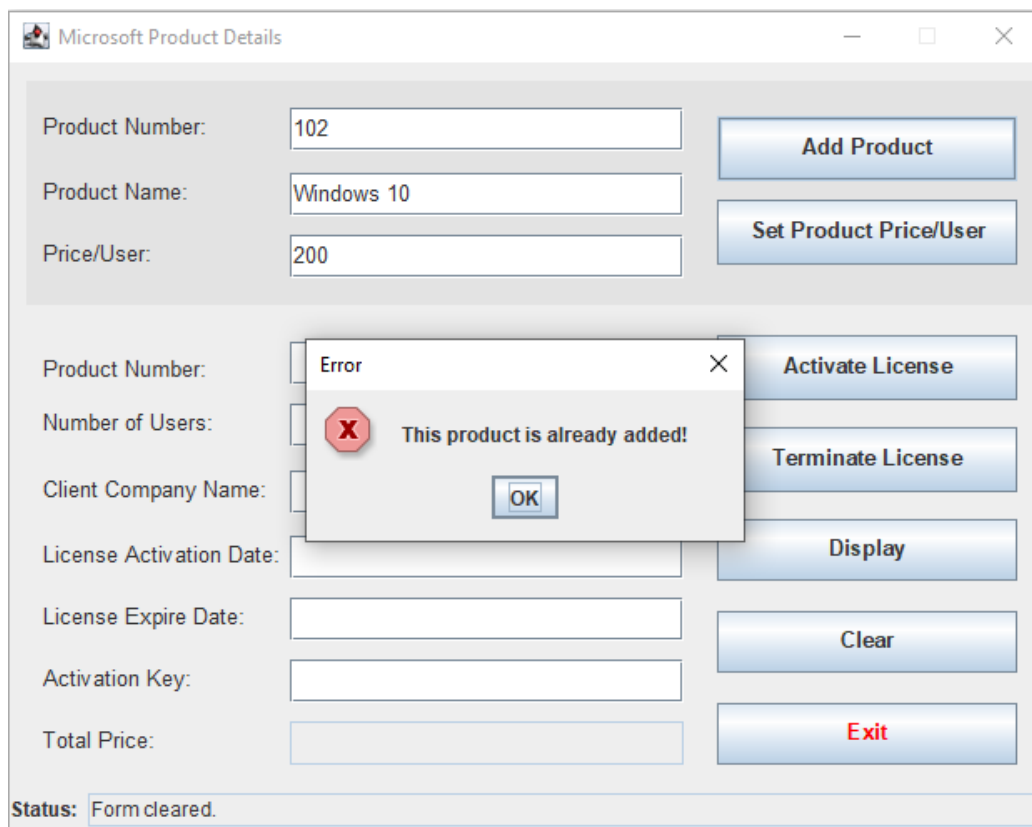 Microsoft Product Details
Product Number:
102
Add Product
Product Name:
Windows 10
Set Product Price/User
Price/User:
200
Error
Product Number:
Activate License
Number of Users:
X
This product is already added!
Terminate License
Client Company Name:
OK
License Activation Date:
Display
License Expire Date:
Clear
Activation Key:
Total Price:
Exit
Status: Form cleared.